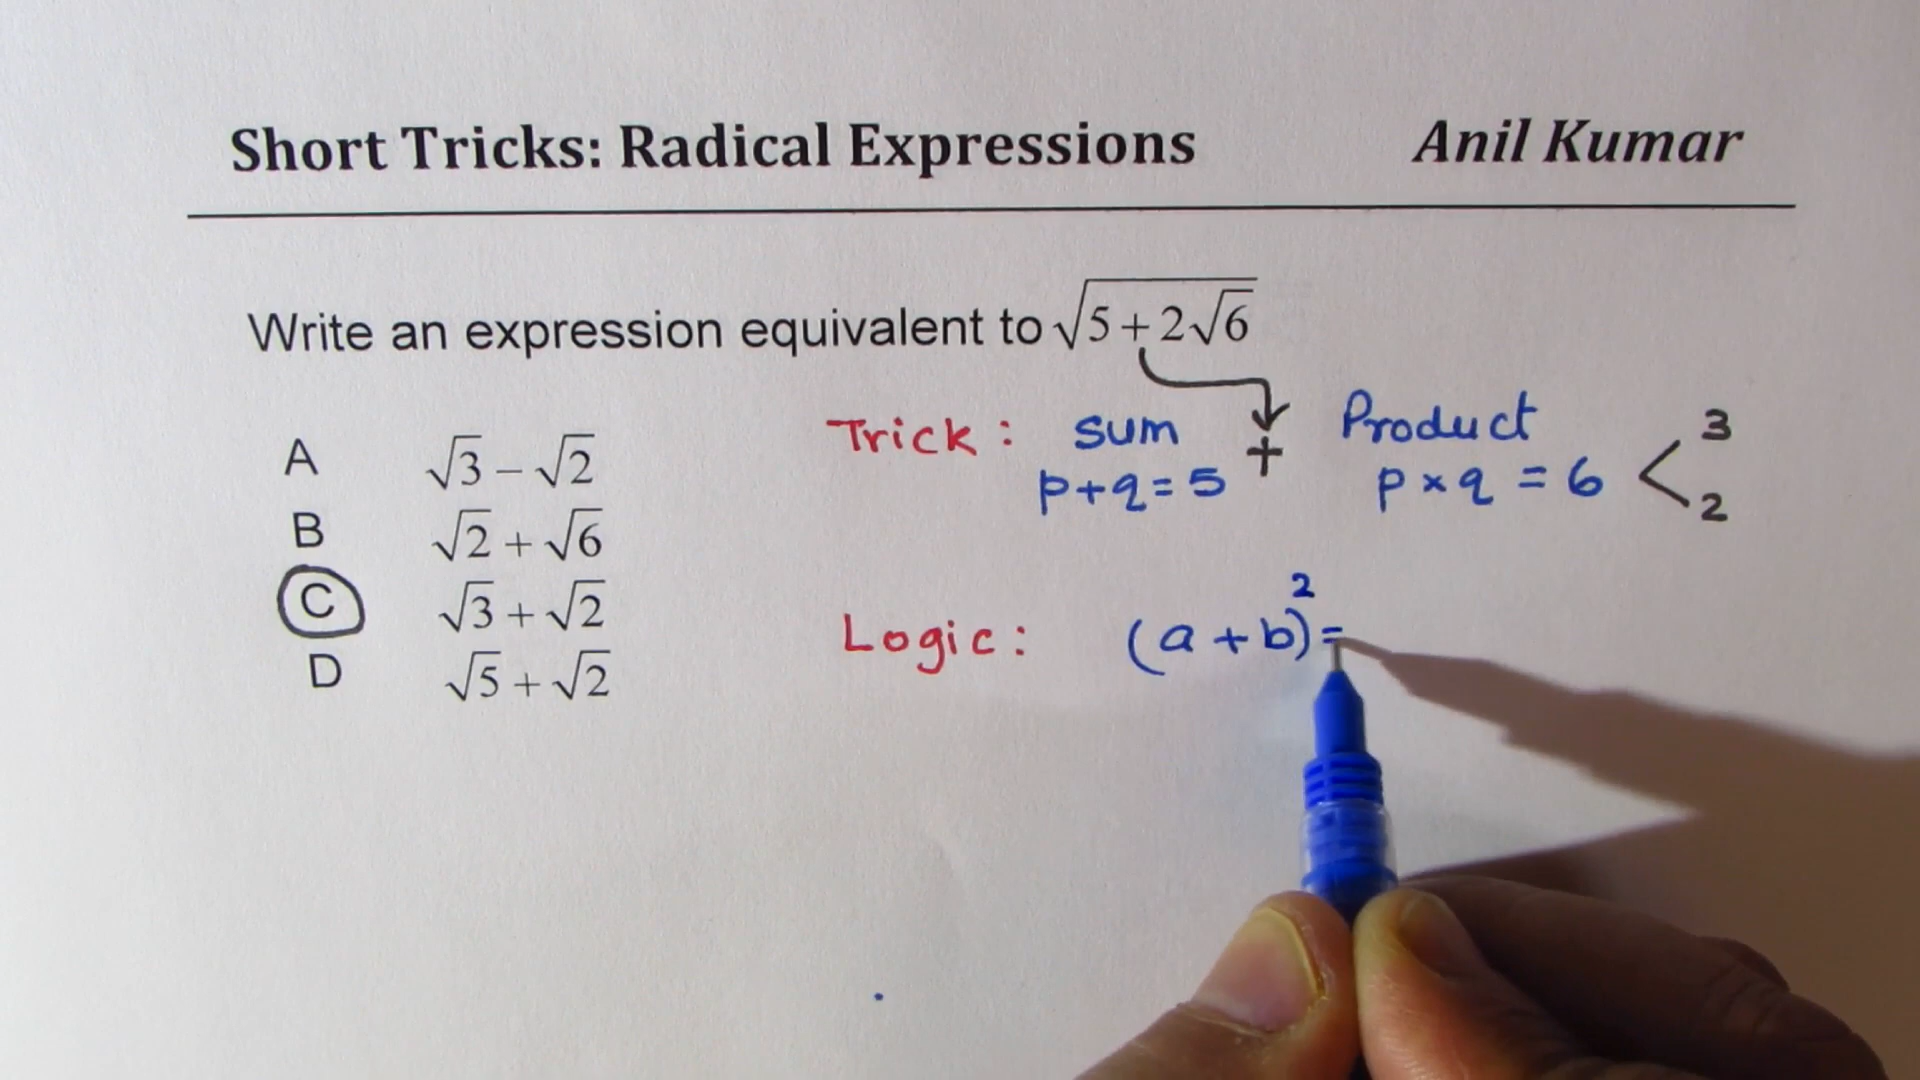 Short Tricks: Radical Expressions Anil Kumar
Write an expression equivalent to √(5 + 2√6)
Trick: Sum + Product
p+q=5 p×q=6 < 3 2
A √3 − √2
B √2 + √6
C √3 + √2
D √5 + √2
Logic: (a+b)²=